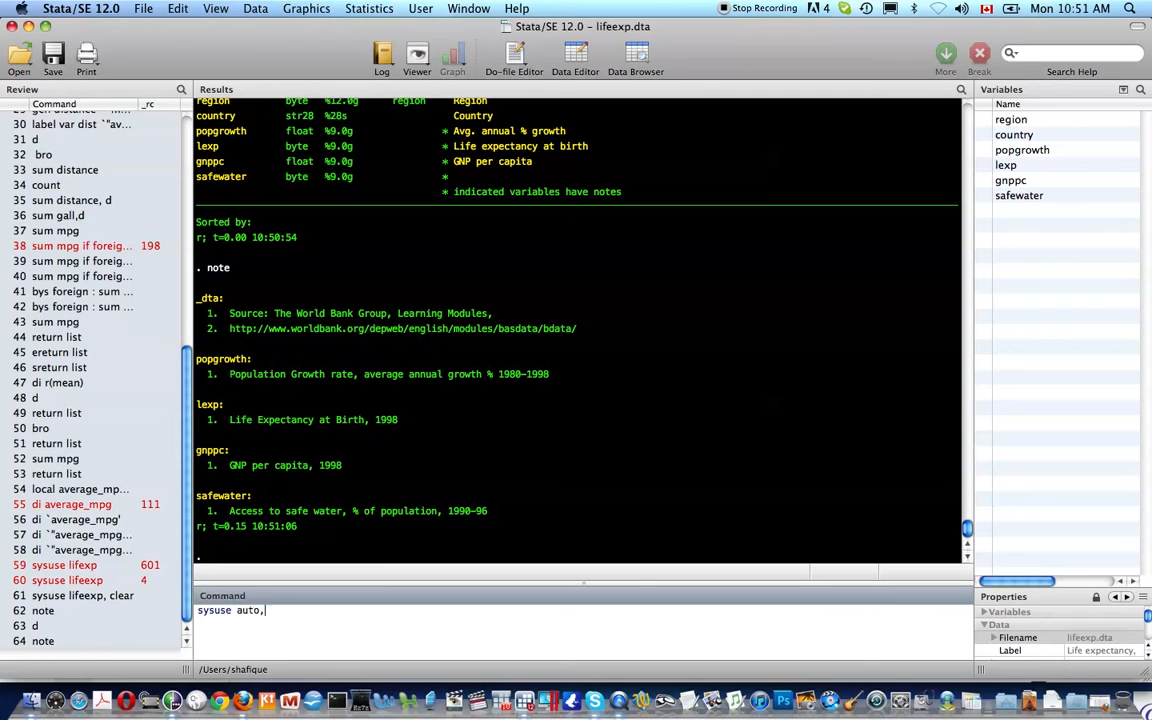 Stata/SE 12.0 File Edit View Data Graphics Statistics User Window Help Stop Recording 4 Mon 10:51 AM
Stata/SE 12.0 - lifeexp.dta
Open Save Print Log Viewer Graph Do-file Editor Data Editor Data Browser More Break Search Help
Review
Command _rc
30 label var dist `"av...
31 d
32 bro
33 sum distance
34 count
35 sum distance, d
36 sum gall,d
37 sum mpg
38 sum mpg if foreig... 198
39 sum mpg if foreig...
40 sum mpg if foreig...
41 bys foreign : sum ...
42 bys foreign : sum ...
43 sum mpg
44 return list
45 ereturn list
46 sreturn list
47 di r(mean)
48 d
49 return list
50 bro
51 return list
52 sum mpg
53 return list
54 local average_mp...
55 di average_mpg 111
56 di `average_mpg'
57 di `"average_mpg...
58 di `"average_mpg...
59 sysuse lifexp 601
60 sysuse lifeexp 4
61 sysuse lifeexp, clear
62 note
63 d
64 note
Results
region byte %12.0g region Region
country str28 %28s Country
popgrowth float %9.0g * Avg. annual % growth
lexp byte %9.0g * Life expectancy at birth
gnppc float %9.0g * GNP per capita
safewater byte %9.0g *
* indicated variables have notes
Sorted by:
r; t=0.00 10:50:54
. note
_dta:
1. Source: The World Bank Group, Learning Modules,
2. http://www.worldbank.org/depweb/english/modules/basdata/bdata/
popgrowth:
1. Population Growth rate, average annual growth % 1980-1998
lexp:
1. Life Expectancy at Birth, 1998
gnppc:
1. GNP per capita, 1998
safewater:
1. Access to safe water, % of population, 1990-96
r; t=0.15 10:51:06
.
Command
sysuse auto,
/Users/shafique
Variables
Name
region
country
popgrowth
lexp
gnppc
safewater
Properties
Variables
Data
Filename lifeexp.dta
Label Life expectancy,